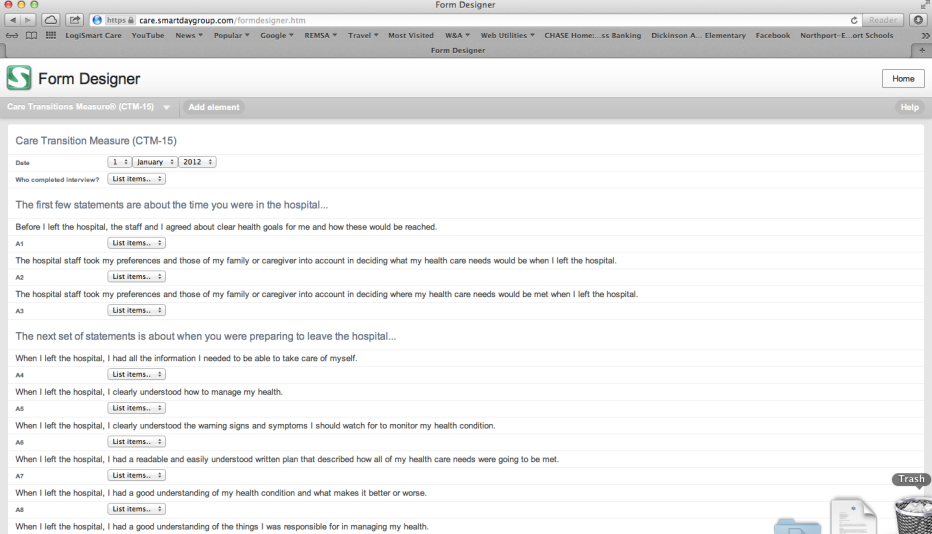 Form Designer
https care.smartdaygroup.com/formdesigner.htm Reader
LogiSmart Care YouTube News Popular Google REMSA Travel Most Visited W&A Web Utilities CHASE Home:...ss Banking Dickinson A... Elementary Facebook Northport-E...ort Schools
Form Designer
S Form Designer Home
Care Transitions Measure® (CTM-15) Add element Help
Care Transition Measure (CTM-15)
Date 1 January 2012
Who completed interview? List items..
The first few statements are about the time you were in the hospital...
Before I left the hospital, the staff and I agreed about clear health goals for me and how these would be reached.
A1 List items..
The hospital staff took my preferences and those of my family or caregiver into account in deciding what my health care needs would be when I left the hospital.
A2 List items..
The hospital staff took my preferences and those of my family or caregiver into account in deciding where my health care needs would be met when I left the hospital.
A3 List items..
The next set of statements is about when you were preparing to leave the hospital...
When I left the hospital, I had all the information I needed to be able to take care of myself.
A4 List items..
When I left the hospital, I clearly understood how to manage my health.
A5 List items..
When I left the hospital, I clearly understood the warning signs and symptoms I should watch for to monitor my health condition.
A6 List items..
When I left the hospital, I had a readable and easily understood written plan that described how all of my health care needs were going to be met.
A7 List items..
Trash
When I left the hospital, I had a good understanding of my health condition and what makes it better or worse.
A8 List items..
When I left the hospital, I had a good understanding of the things I was responsible for in managing my health.